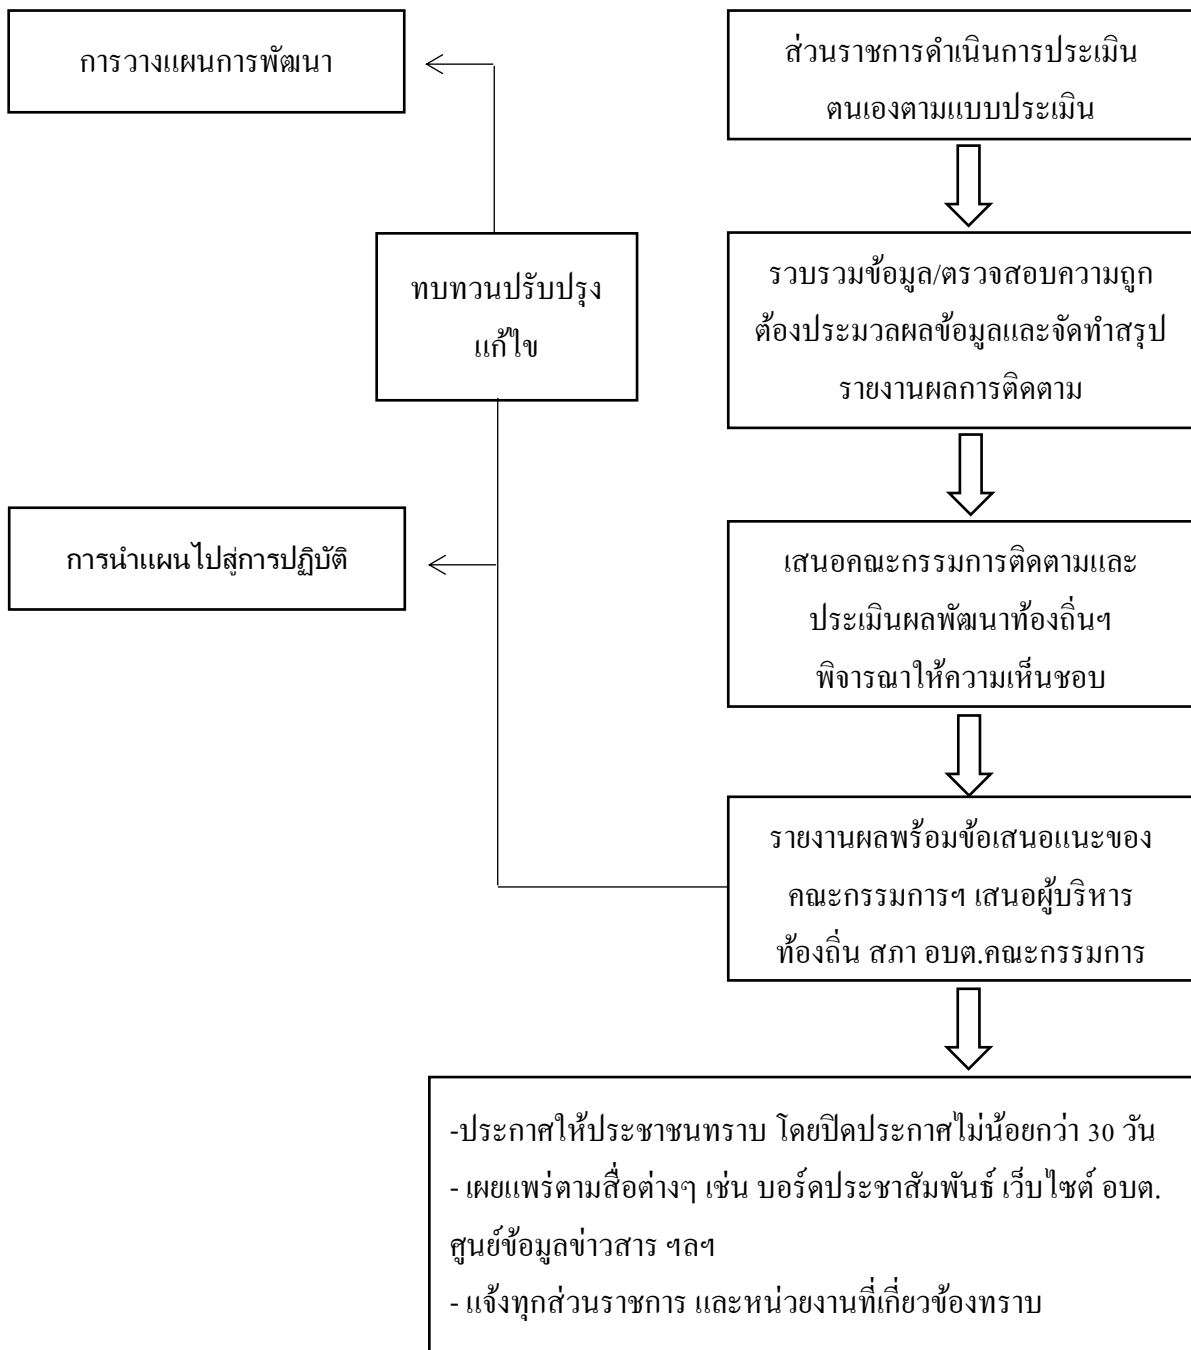 การวางแผนการพัฒนา
ส่วนราชการดำเนินการประเมิน
ตนเองตามแบบประเมิน
ทบทวนปรับปรุง
แก้ไข
รวบรวมข้อมูล/ตรวจสอบความถูก
ต้องประมวลผลข้อมูลและจัดทำสรุป
รายงานผลการติดตาม
การนำแผนไปสู่การปฏิบัติ
เสนอคณะกรรมการติดตามและ
ประเมินผลพัฒนาท้องถิ่นฯ
พิจารณาให้ความเห็นชอบ
รายงานผลพร้อมข้อเสนอแนะของ
คณะกรรมการฯ เสนอผู้บริหาร
ท้องถิ่น สภา อบต.คณะกรรมการ
-ประกาศให้ประชาชนทราบ โดยปิดประกาศไม่น้อยกว่า 30 วัน
- เผยแพร่ตามสื่อต่างๆ เช่น บอร์ดประชาสัมพันธ์ เว็บไซต์ อบต.
ศูนย์ข้อมูลข่าวสาร ฯลฯ
- แจ้งทุกส่วนราชการ และหน่วยงานที่เกี่ยวข้องทราบ